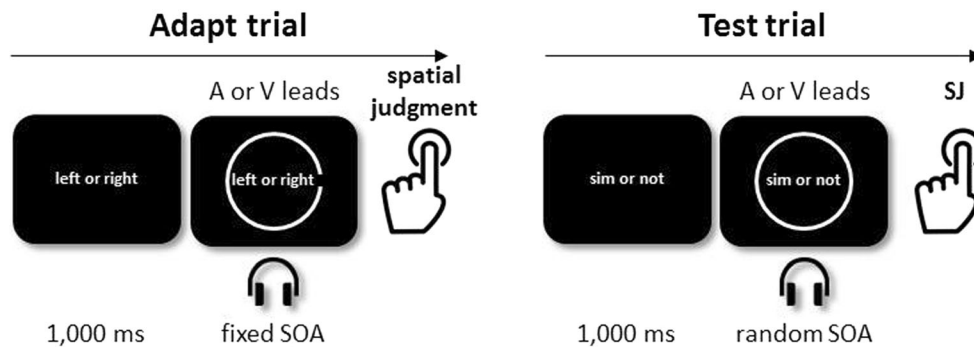 Adapt trial
A or V leads
spatial
judgment
left or right
left or right
1,000 ms
fixed SOA
Test trial
A or V leads
SJ
sim or not
sim or not
1,000 ms
random SOA